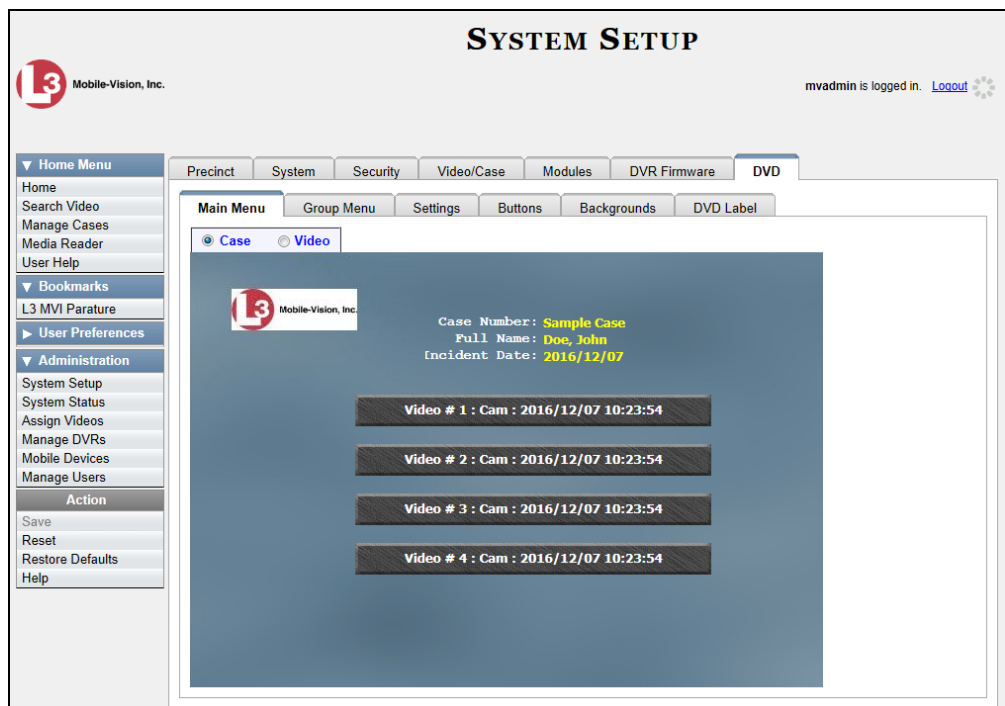 SYSTEM SETUP
L3 Mobile-Vision, Inc.
mvadmin is logged in. Logout
▼ Home Menu
Home
Search Video
Manage Cases
Media Reader
User Help
▼ Bookmarks
L3 MVI Parature
▶ User Preferences
▼ Administration
System Setup
System Status
Assign Videos
Manage DVRs
Mobile Devices
Manage Users
Action
Save
Reset
Restore Defaults
Help
Precinct System Security Video/Case Modules DVR Firmware DVD
Main Menu Group Menu Settings Buttons Backgrounds DVD Label
Case Video
L3 Mobile-Vision, Inc.
Case Number: Sample Case
Full Name: Doe, John
Incident Date: 2016/12/07
Video # 1 : Cam : 2016/12/07 10:23:54
Video # 2 : Cam : 2016/12/07 10:23:54
Video # 3 : Cam : 2016/12/07 10:23:54
Video # 4 : Cam : 2016/12/07 10:23:54